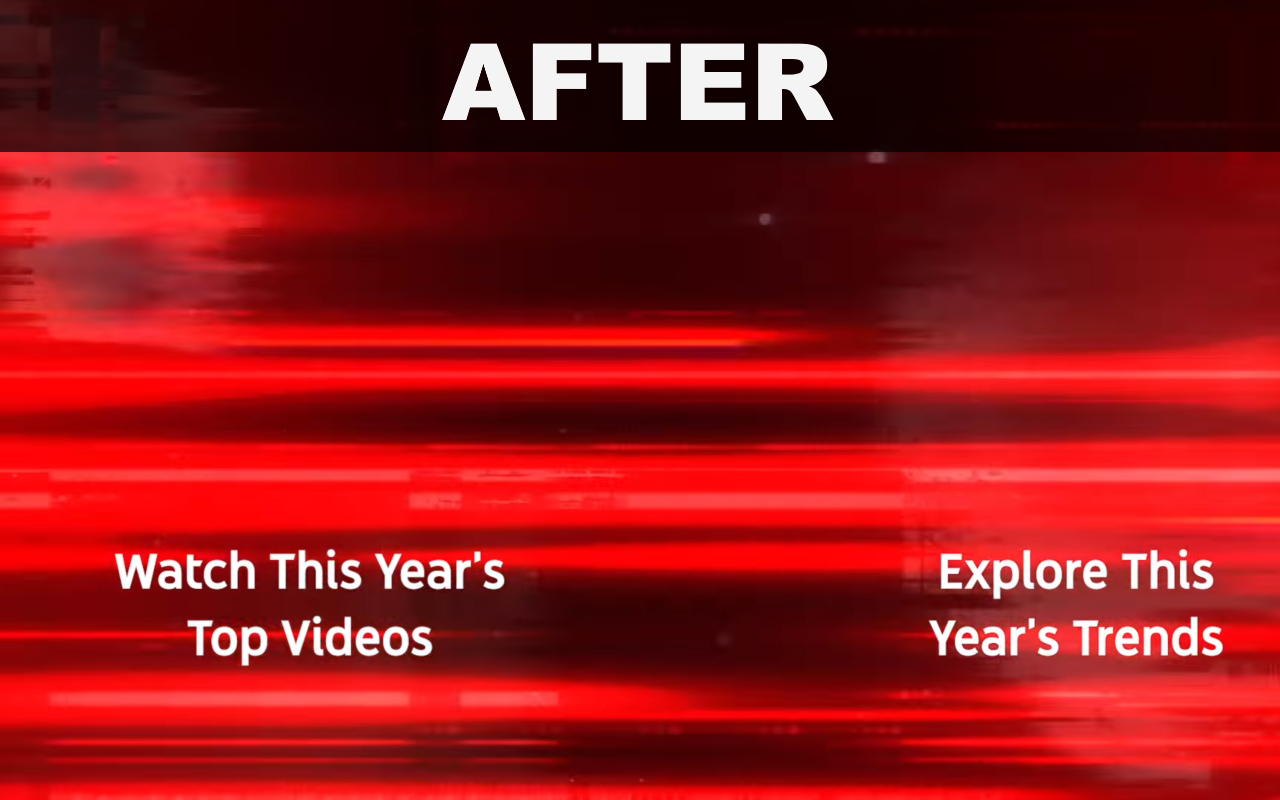 AFTER
Watch This Year's
Top Videos
Explore This
Year's Trends